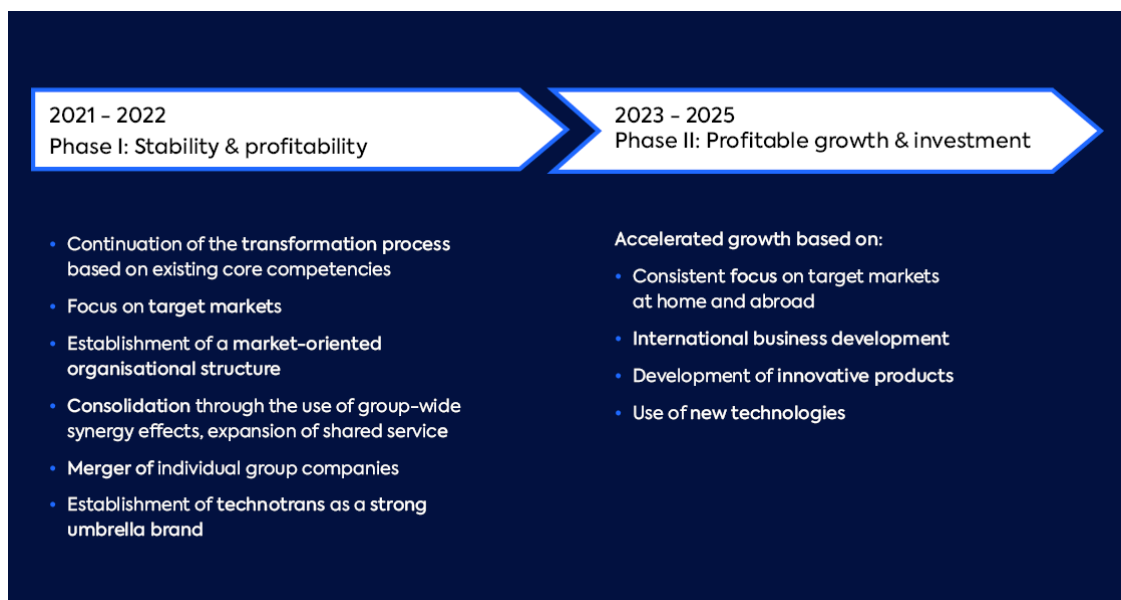 2021 - 2022
Phase I: Stability & profitability
2023 - 2025
Phase II: Profitable growth & investment
• Continuation of the transformation process
based on existing core competencies
• Focus on target markets
• Establishment of a market-oriented
organisational structure
• Consolidation through the use of group-wide
synergy effects, expansion of shared service
• Merger of individual group companies
• Establishment of technotrans as a strong
umbrella brand
Accelerated growth based on:
• Consistent focus on target markets
at home and abroad
• International business development
• Development of innovative products
• Use of new technologies